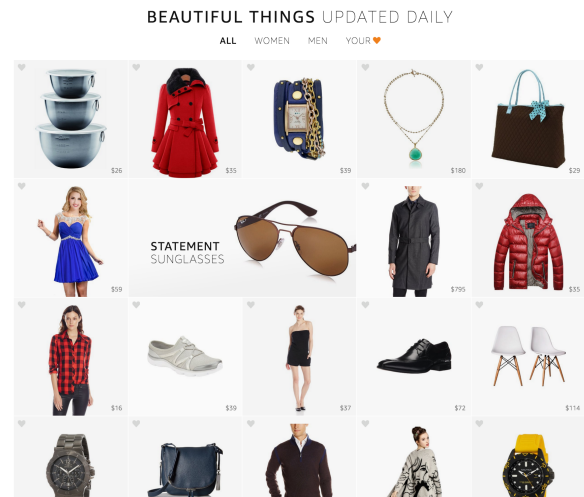 BEAUTIFUL THINGS UPDATED DAILY
ALL WOMEN MEN YOUR
$26 $35 $39 $180 $29
STATEMENT
SUNGLASSES
$59 $795 $35
$16 $39 $37 $72 $114